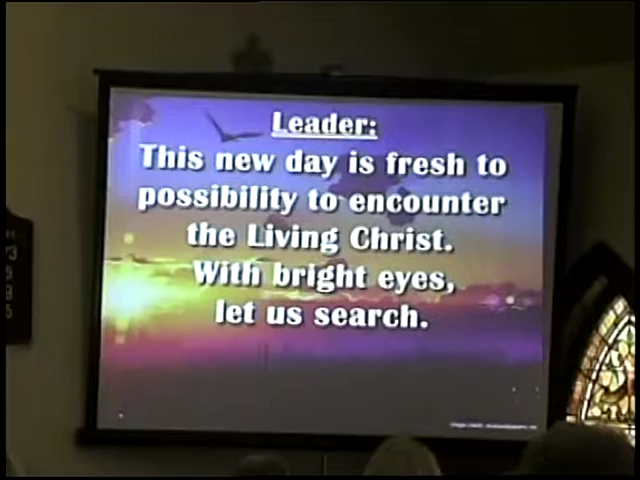 Leader:
This new day is fresh to
possibility to encounter
the Living Christ.
With bright eyes,
let us search.